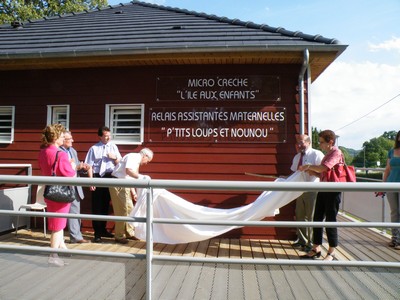 MICRO CRECHE
"L'ILE AUX ENFANTS"
RELAIS ASSISTANTES MATERNELLES
"P'TITS LOUPS ET NOUNOU"